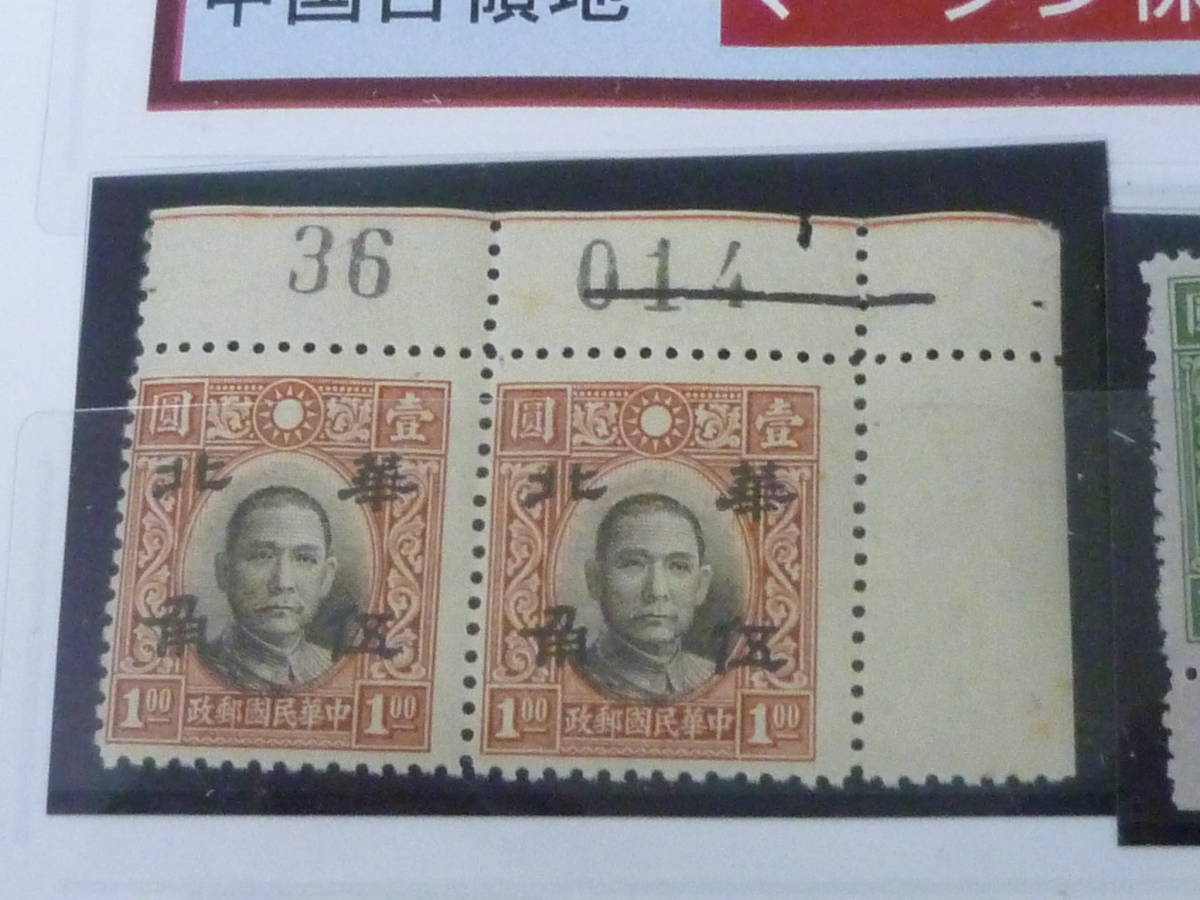 中国占領地
36 014
圓 壹 圓 壹
北 華 北 華
角 伍 角 伍
1.00 政郵國民華中 1.00 1.00 政郵國民華中 1.00